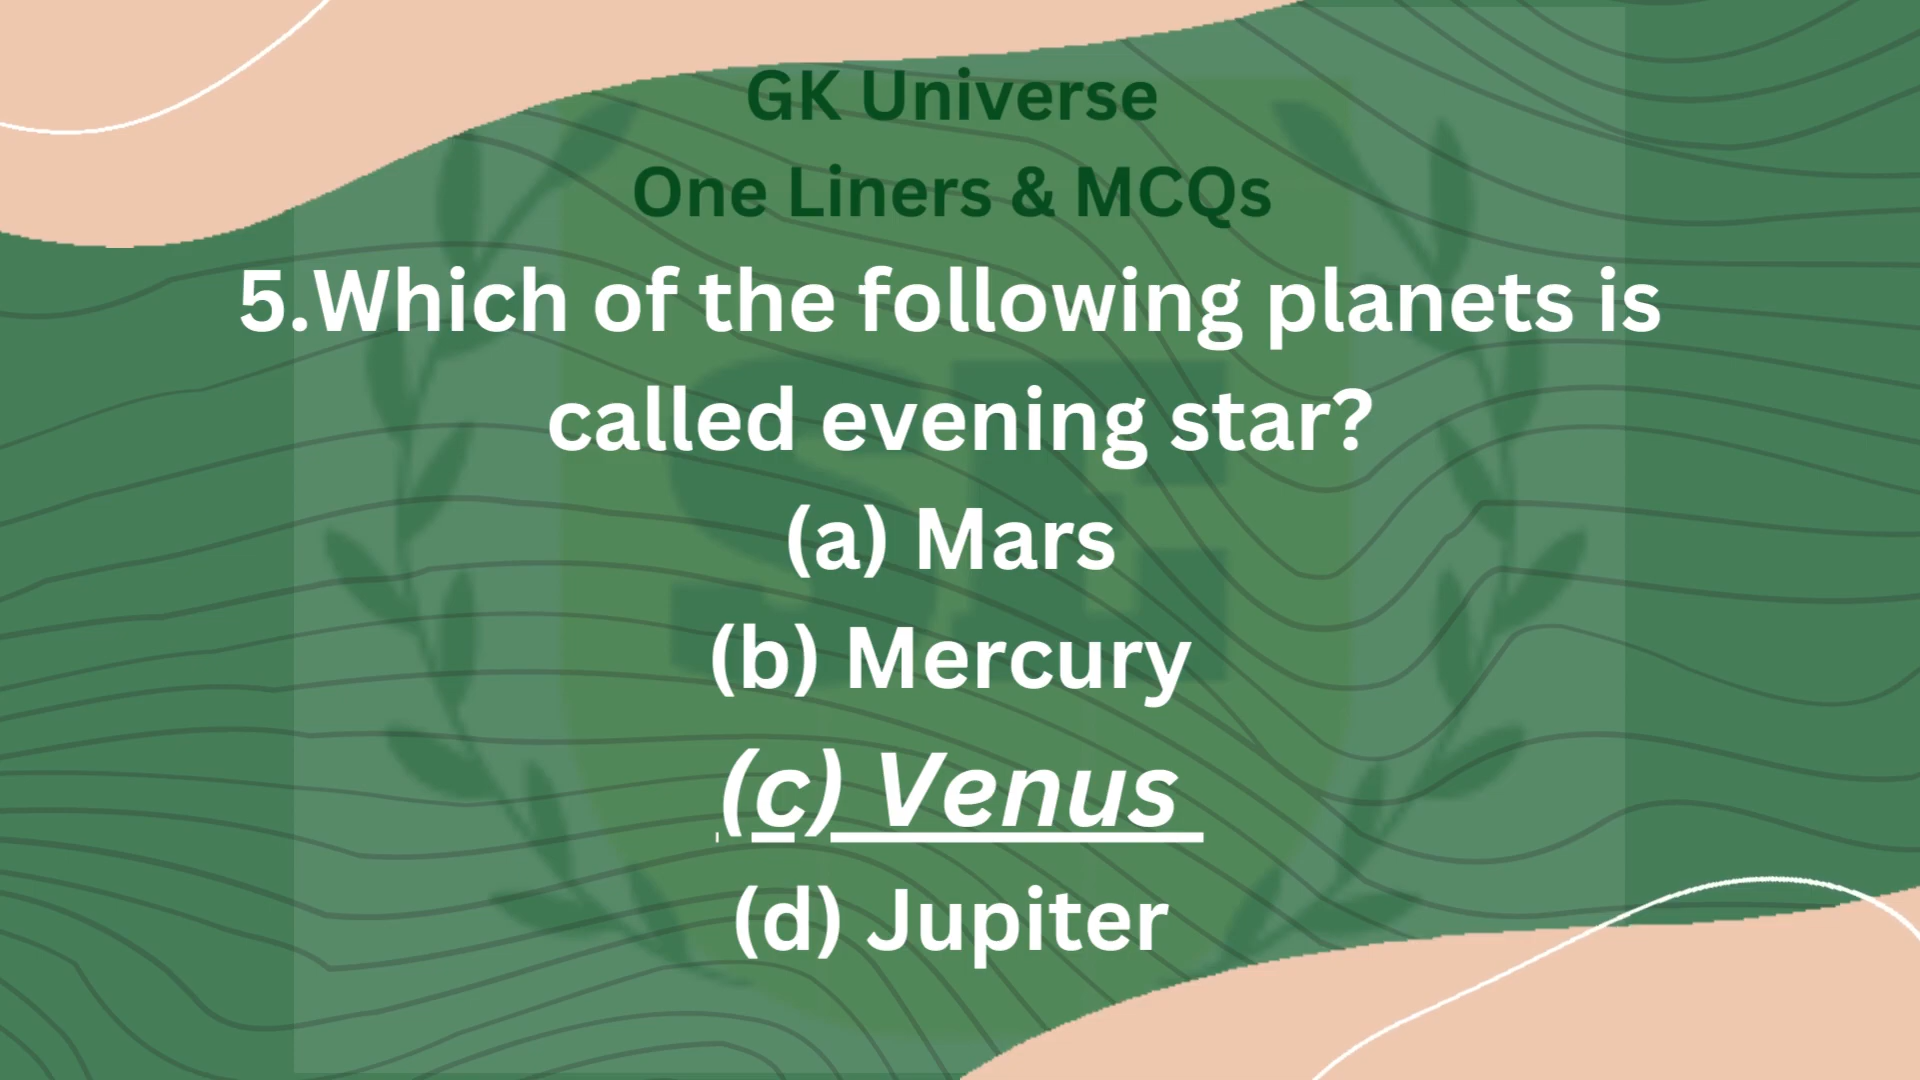 GK Universe
One Liners & MCQs
5.Which of the following planets is
called evening star?
(a) Mars
(b) Mercury
(c) Venus
(d) Jupiter
SE